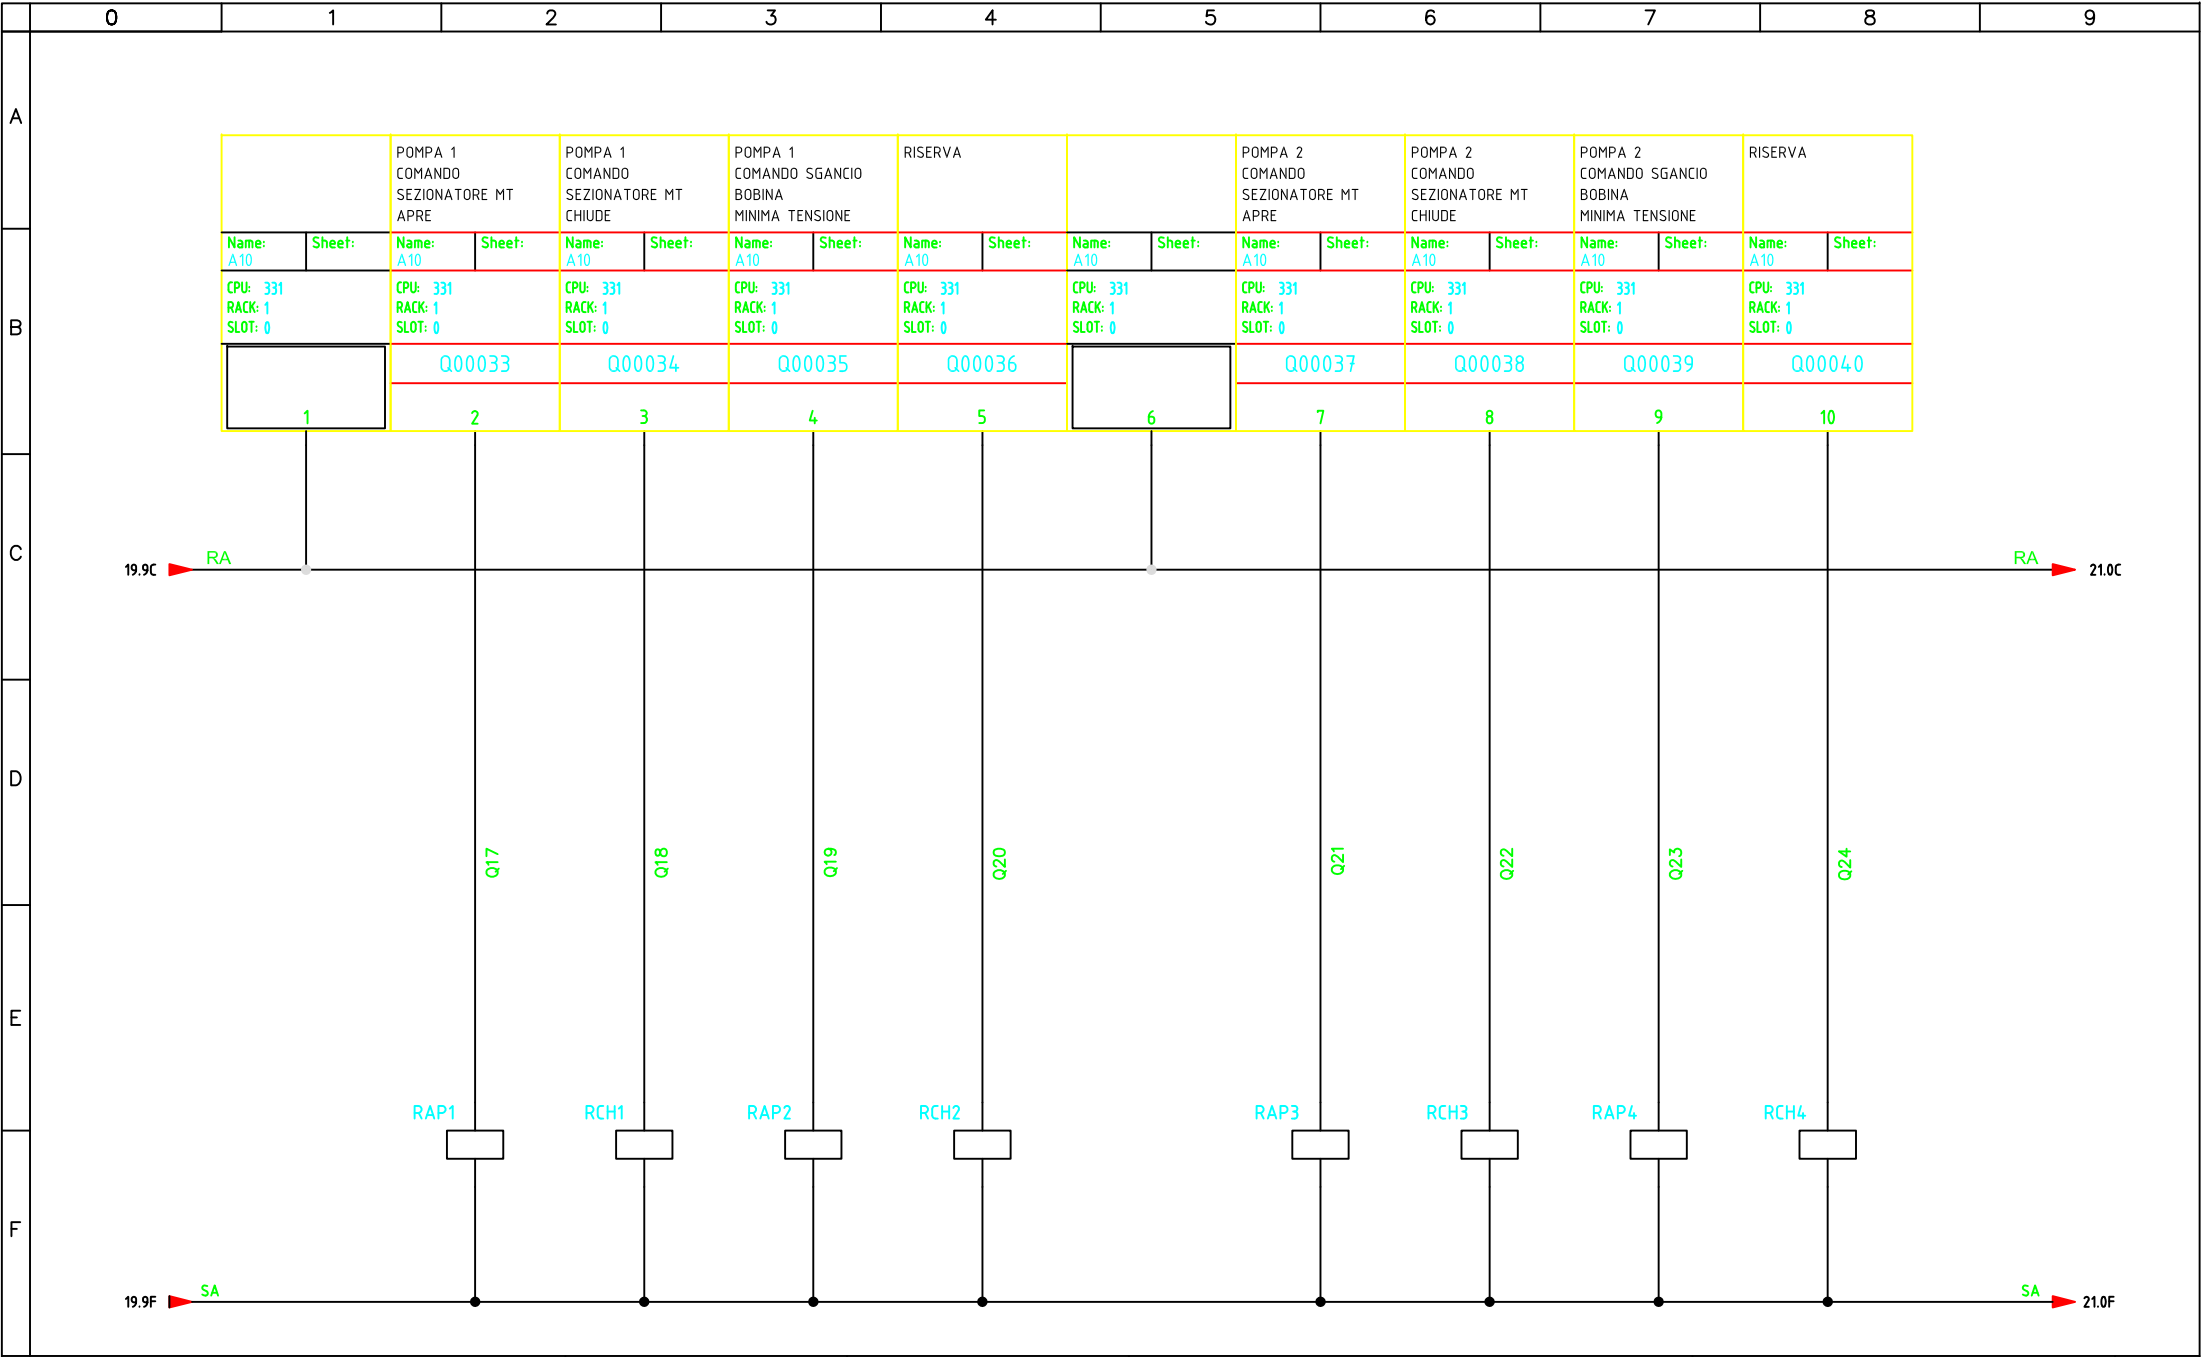 0 1 2 3 4 5 6 7 8 9
A
POMPA 1 POMPA 1 POMPA 1 RISERVA POMPA 2 POMPA 2 POMPA 2 RISERVA
COMANDO COMANDO COMANDO SGANCIO COMANDO COMANDO COMANDO SGANCIO
SEZIONATORE MT SEZIONATORE MT BOBINA SEZIONATORE MT SEZIONATORE MT BOBINA
APRE CHIUDE MINIMA TENSIONE APRE CHIUDE MINIMA TENSIONE
Name: Sheet: Name: Sheet: Name: Sheet: Name: Sheet: Name: Sheet: Name: Sheet: Name: Sheet: Name: Sheet: Name: Sheet: Name: Sheet:
A10 A10 A10 A10 A10 A10 A10 A10 A10 A10
CPU: 331 CPU: 331 CPU: 331 CPU: 331 CPU: 331 CPU: 331 CPU: 331 CPU: 331 CPU: 331 CPU: 331
RACK: 1 RACK: 1 RACK: 1 RACK: 1 RACK: 1 RACK: 1 RACK: 1 RACK: 1 RACK: 1 RACK: 1
B
SLOT: 0 SLOT: 0 SLOT: 0 SLOT: 0 SLOT: 0 SLOT: 0 SLOT: 0 SLOT: 0 SLOT: 0 SLOT: 0
Q00033 Q00034 Q00035 Q00036 Q00037 Q00038 Q00039 Q00040
1 2 3 4 5 6 7 8 9 10
C
RA RA
19.9C 21.0C
D
Q17 Q18 Q19 Q20 Q21 Q22 Q23 Q24
E
RAP1 RCH1 RAP2 RCH2 RAP3 RCH3 RAP4 RCH4
F
SA SA
19.9F 21.0F